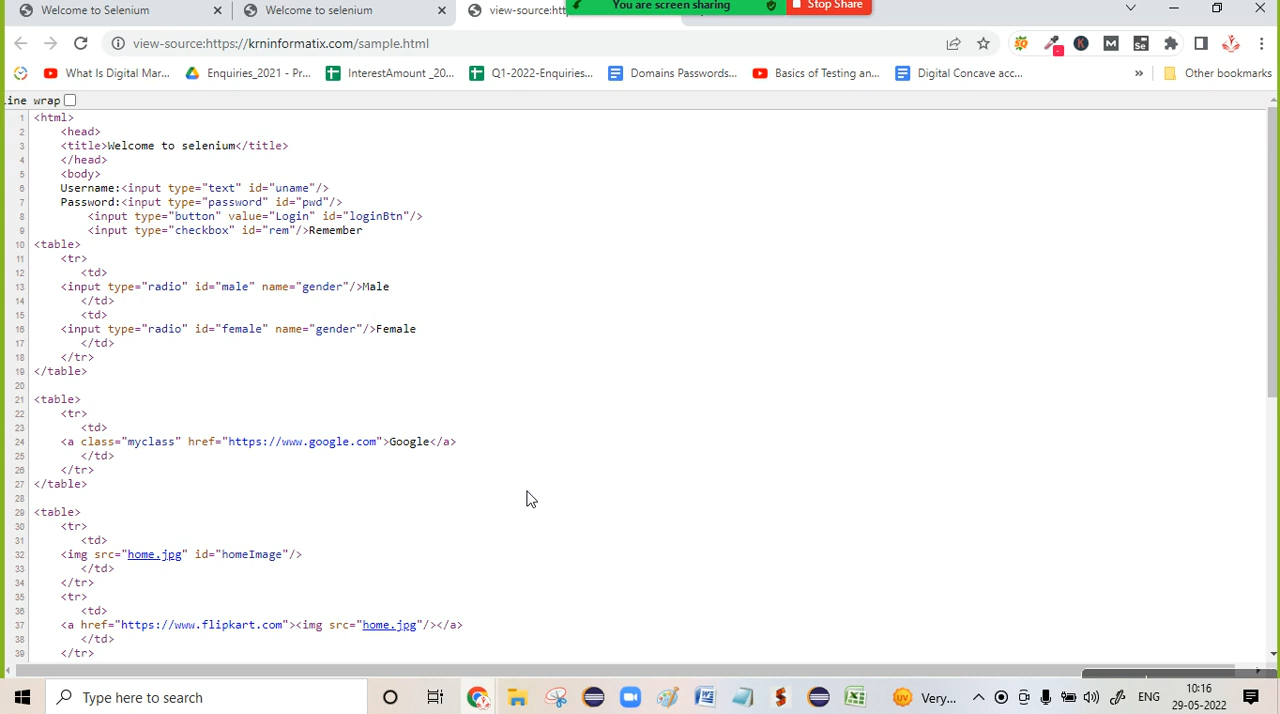 Welcome to Selenium
Welcome to selenium
view-source:htt
You are screen sharing
Stop Share
view-source:https://krninformatix.com/sample.html
What Is Digital Mar...
Enquiries_2021 - Pr...
InterestAmount _20...
Q1-2022-Enquiries...
Domains Passwords...
Basics of Testing an...
Digital Concave acc...
»
Other bookmarks
ine wrap
1 <html>
2 <head>
3 <title>Welcome to selenium</title>
4 </head>
5 <body>
6 Username:<input type="text" id="uname"/>
7 Password:<input type="password" id="pwd"/>
8 <input type="button" value="Login" id="loginBtn"/>
9 <input type="checkbox" id="rem"/>Remember
10 <table>
11 <tr>
12 <td>
13 <input type="radio" id="male" name="gender"/>Male
14 </td>
15 <td>
16 <input type="radio" id="female" name="gender"/>Female
17 </td>
18 </tr>
19 </table>
20
21 <table>
22 <tr>
23 <td>
24 <a class="myclass" href="https://www.google.com">Google</a>
25 </td>
26 </tr>
27 </table>
28
29 <table>
30 <tr>
31 <td>
32 <img src="home.jpg" id="homeImage"/>
33 </td>
34 </tr>
35 <tr>
36 <td>
37 <a href="https://www.flipkart.com"><img src="home.jpg"/></a>
38 </td>
39 </tr>
Type here to search
Very...
ENG
10:16
29-05-2022